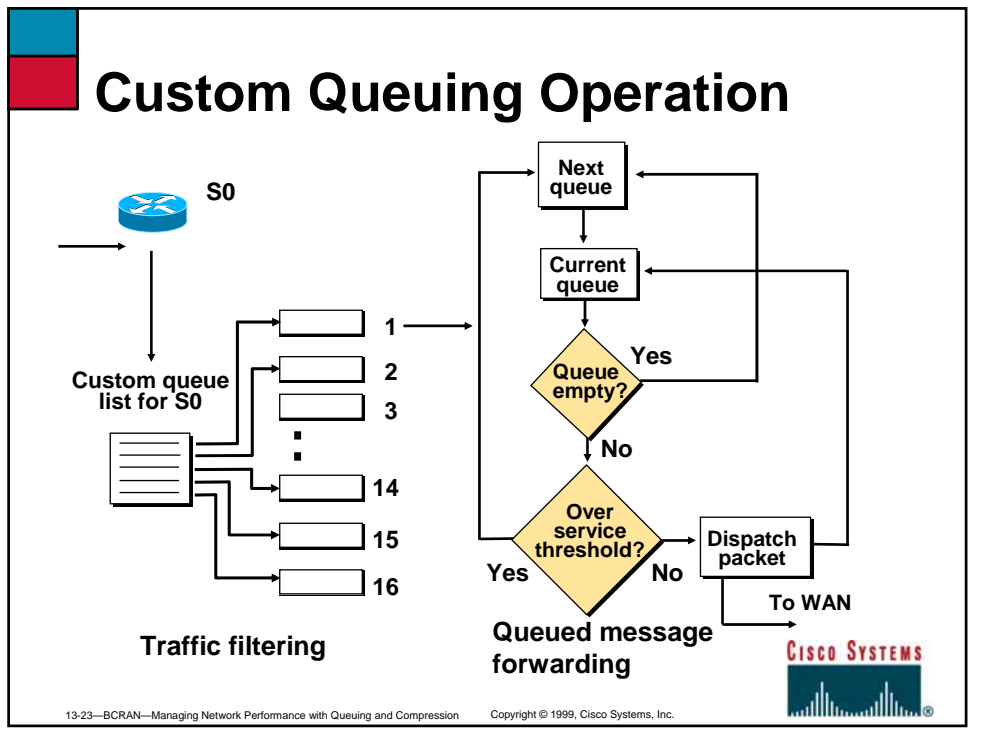 Custom Queuing Operation
S0
Custom queue
list for S0
1
2
3
14
15
16
Traffic filtering
Next
queue
Current
queue
Queue
empty?
Yes
No
Over
service
threshold?
Yes
No
Dispatch
packet
To WAN
Queued message
forwarding
CISCO SYSTEMS
®
13-23—BCRAN—Managing Network Performance with Queuing and Compression
Copyright © 1999, Cisco Systems, Inc.